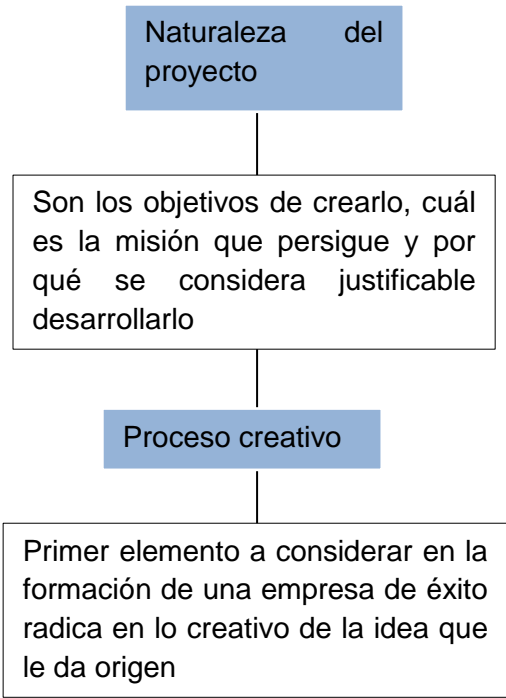 Naturaleza del
proyecto
Son los objetivos de crearlo, cuál
es la misión que persigue y por
qué se considera justificable
desarrollarlo
Proceso creativo
Primer elemento a considerar en la
formación de una empresa de éxito
radica en lo creativo de la idea que
le da origen